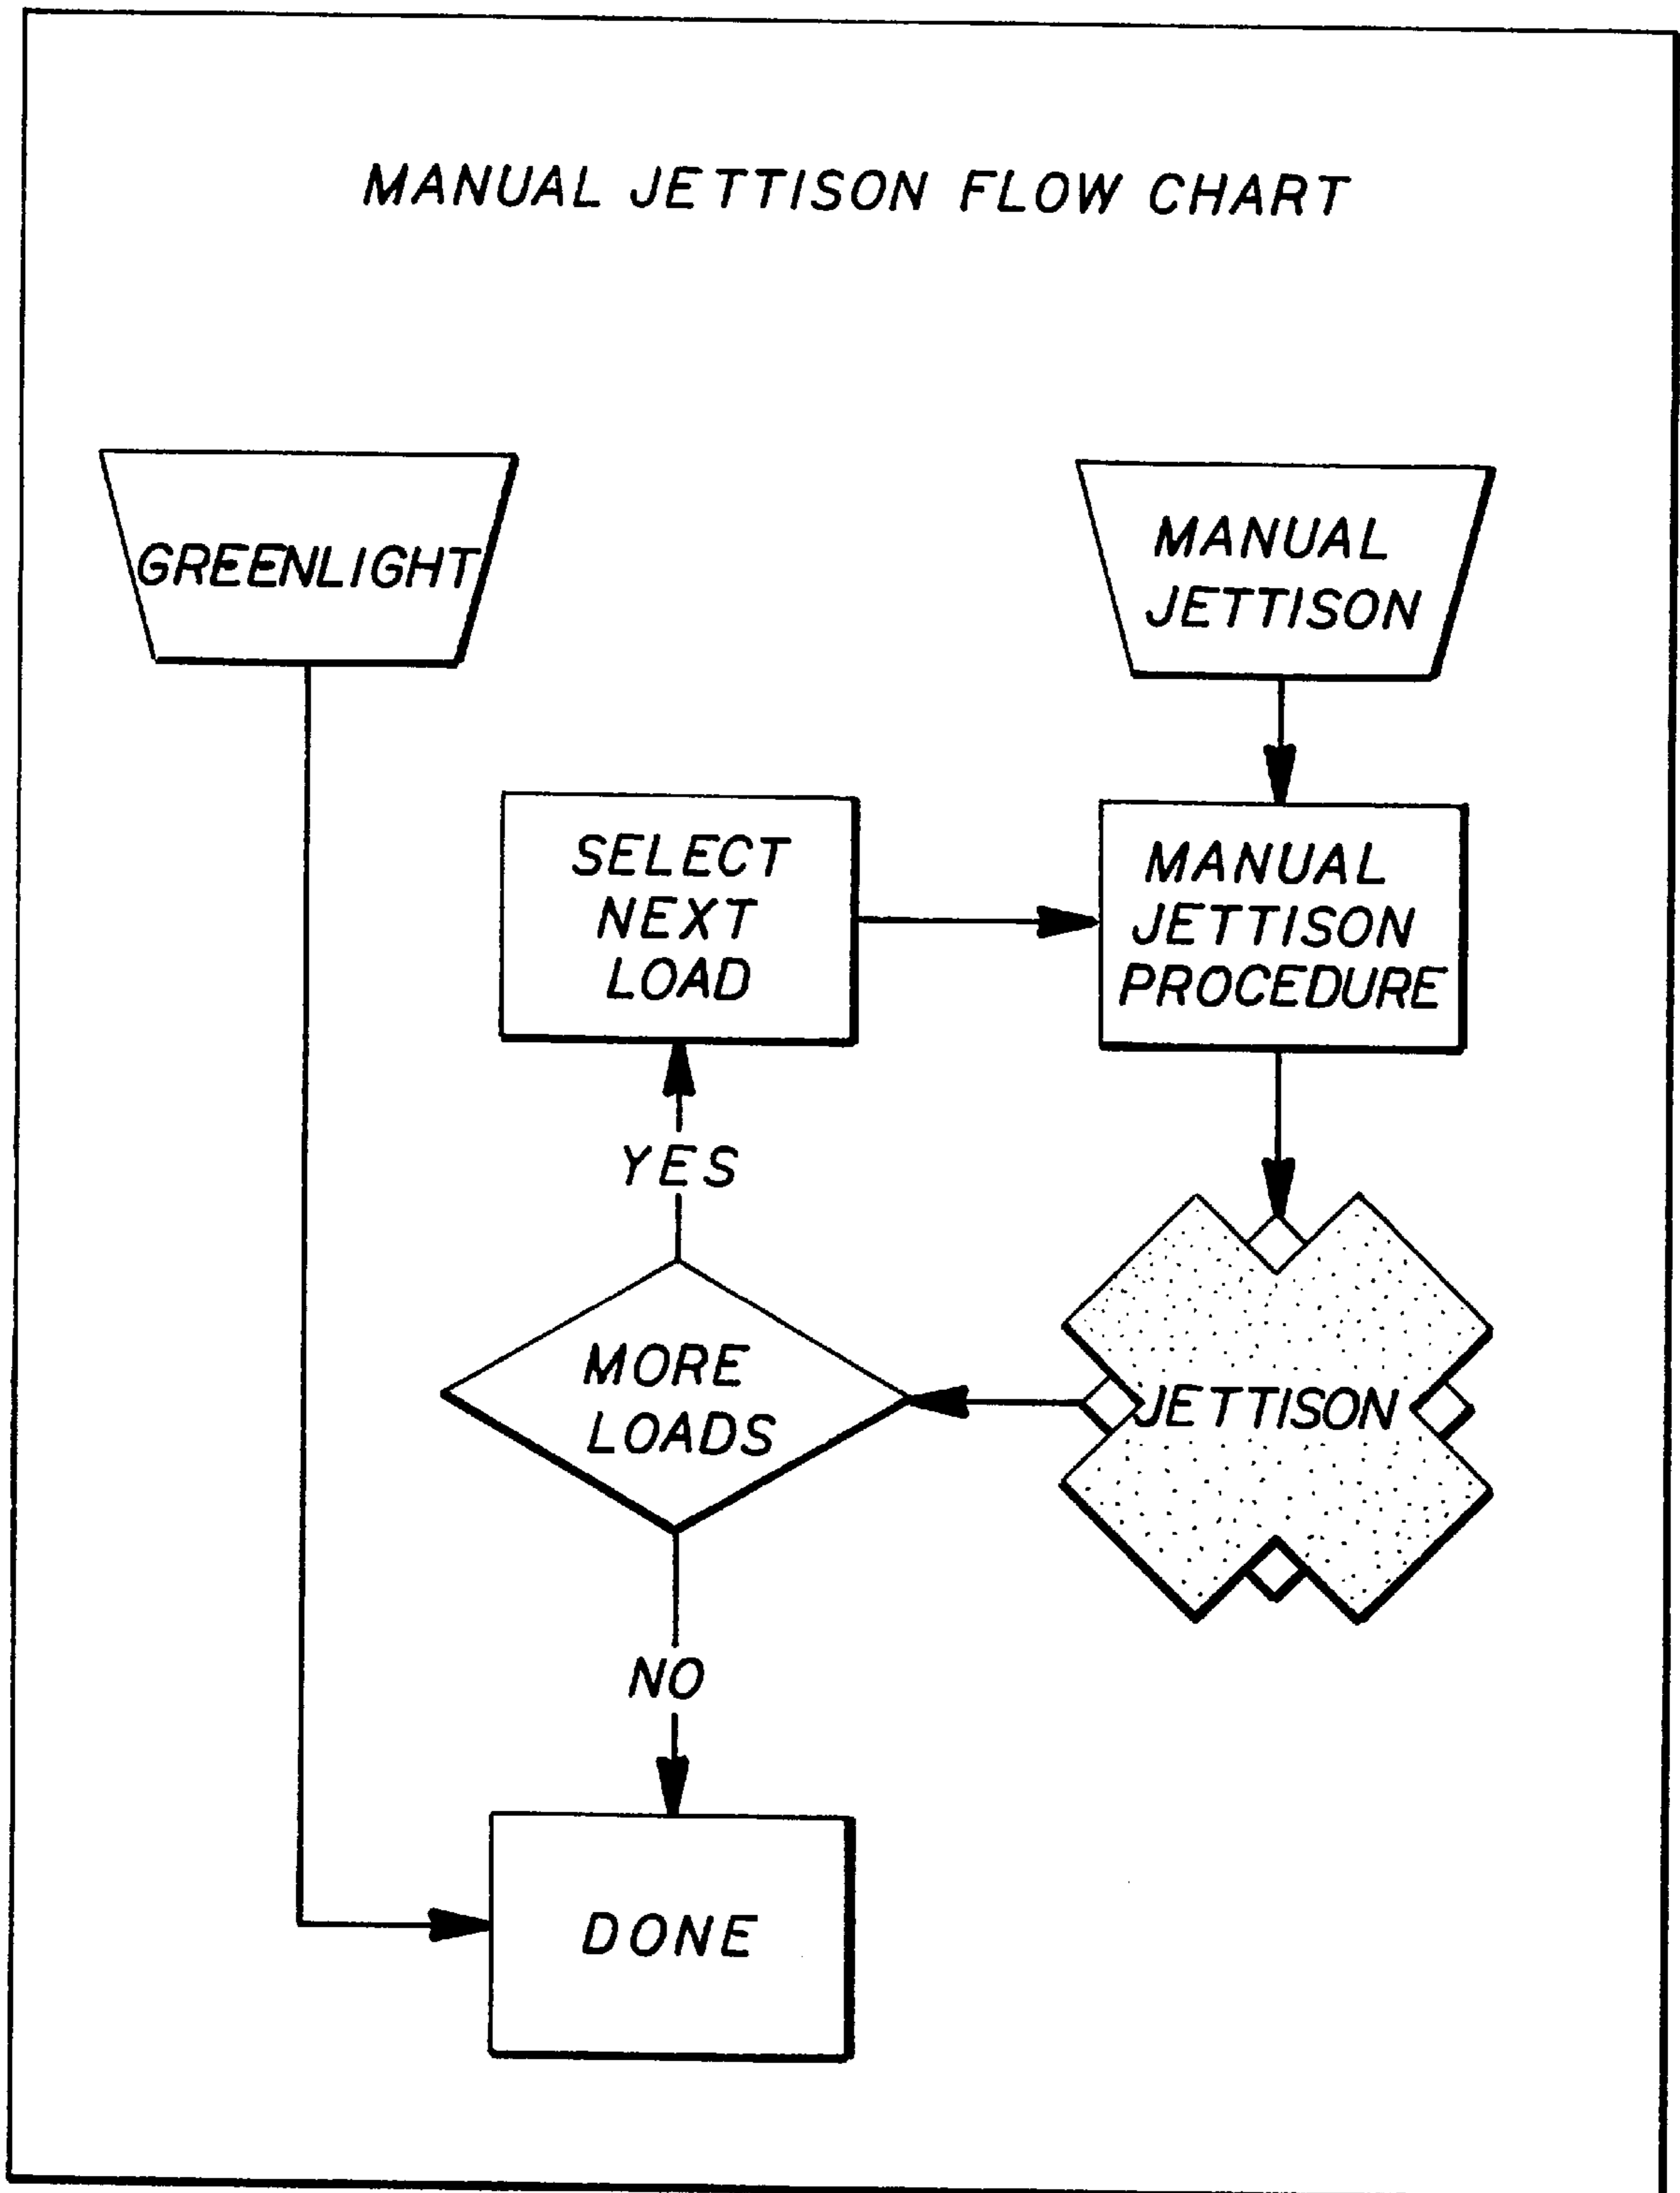 MANUAL JETTISON FLOW CHART
GREENLIGHT
MANUAL
JETTISON
SELECT
NEXT
LOAD
MANUAL
JETTISON
PROCEDURE
YES
MORE
LOADS
JETTISON
NO
DONE